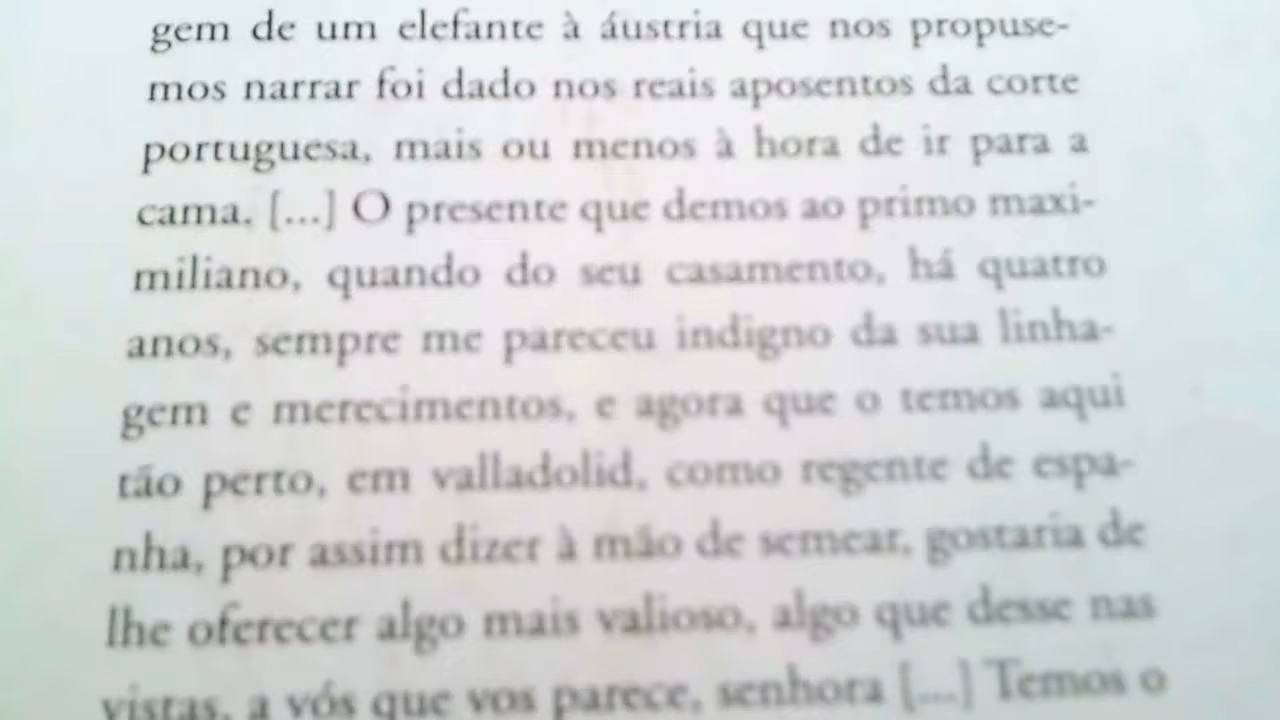 gem de um elefante à áustria que nos propuse-
mos narrar foi dado nos reais aposentos da corte
portuguesa, mais ou menos à hora de ir para a
cama. [...] O presente que demos ao primo maxi-
miliano, quando do seu casamento, há quatro
anos, sempre me pareceu indigno da sua linha-
gem e merecimentos, e agora que o temos aqui
tão perto, em valladolid, como regente de espa-
nha, por assim dizer à mão de semear, gostaria de
lhe oferecer algo mais valioso, algo que desse nas
vistas, a vós que vos parece, senhora [....] Temos o